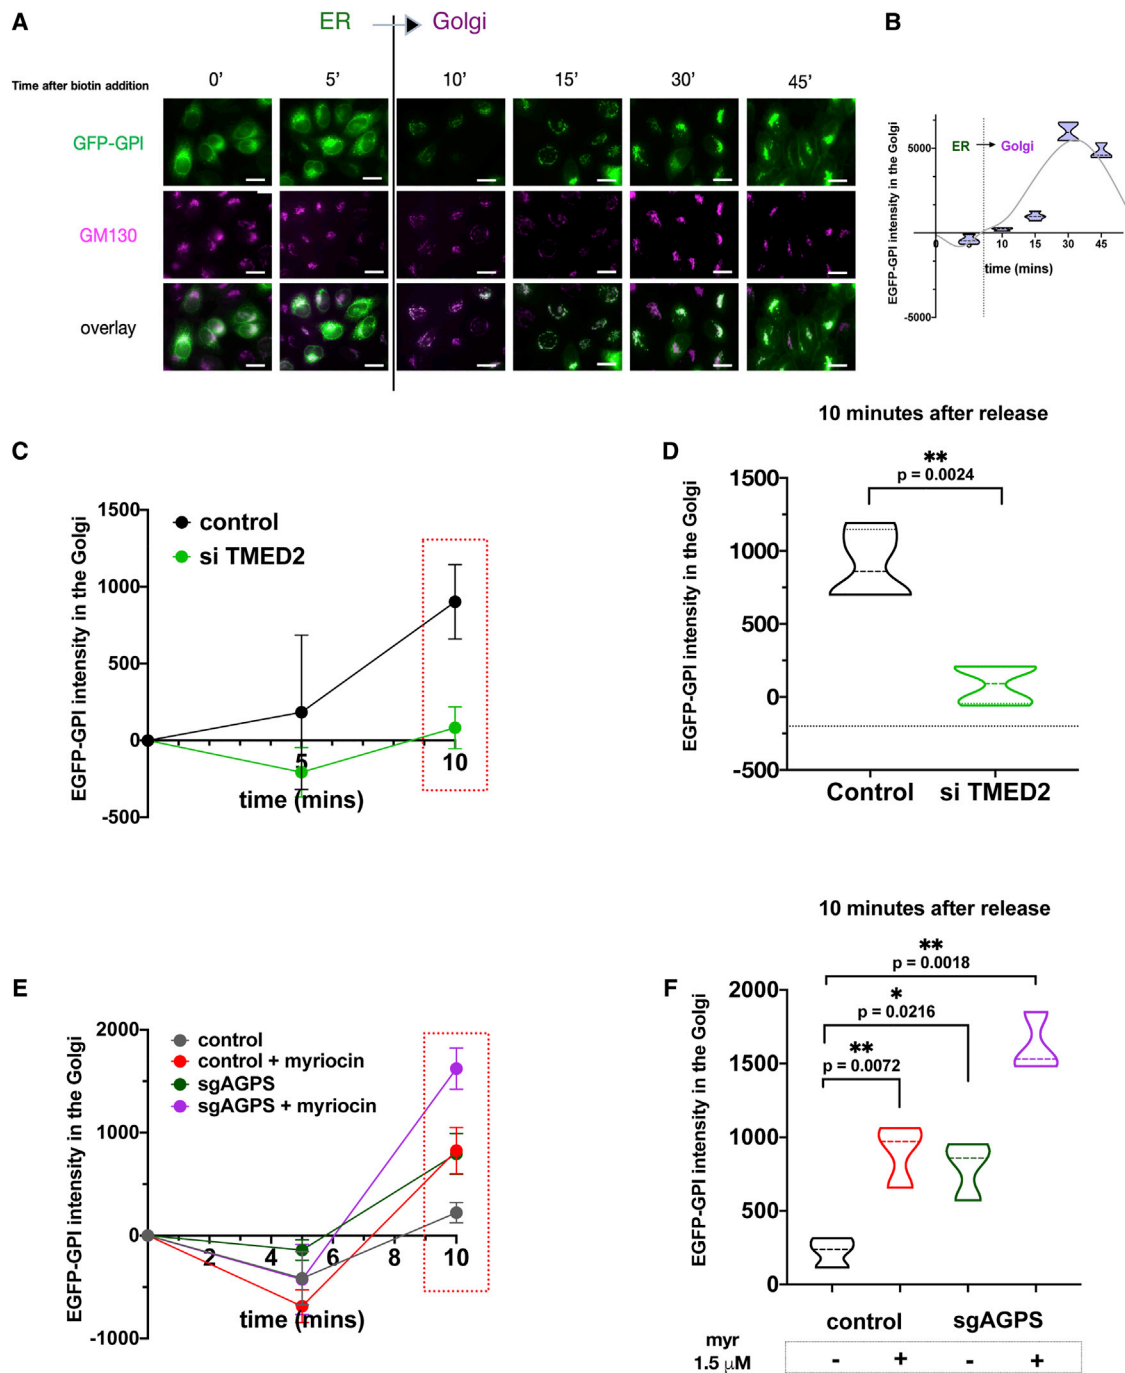 A
ER
Golgi
Time after biotin addition
0’ 5’ 10’ 15’ 30’ 45’
GFP-GPI
GM130
overlay
B
EGFP-GPI intensity in the Golgi
5000
-5000
ER Golgi
0 10 15 30 45
time (mins)
C
EGFP-GPI intensity in the Golgi
1500
1000
500
0
-500
control
si TMED2
5 10
time (mins)
10 minutes after release
D
EGFP-GPI intensity in the Golgi
1500
1000
500
0
-500
**
p = 0.0024
Control si TMED2
E
EGFP-GPI intensity in the Golgi
2000
1000
0
-1000
control
control + myriocin
sgAGPS
sgAGPS + myriocin
2 4 6 8 10
time (mins)
10 minutes after release
F
EGFP-GPI intensity in the Golgi
2000
1500
1000
500
0
**
p = 0.0018
*
p = 0.0216
**
p = 0.0072
control sgAGPS
myr
1.5 μM
- + - +